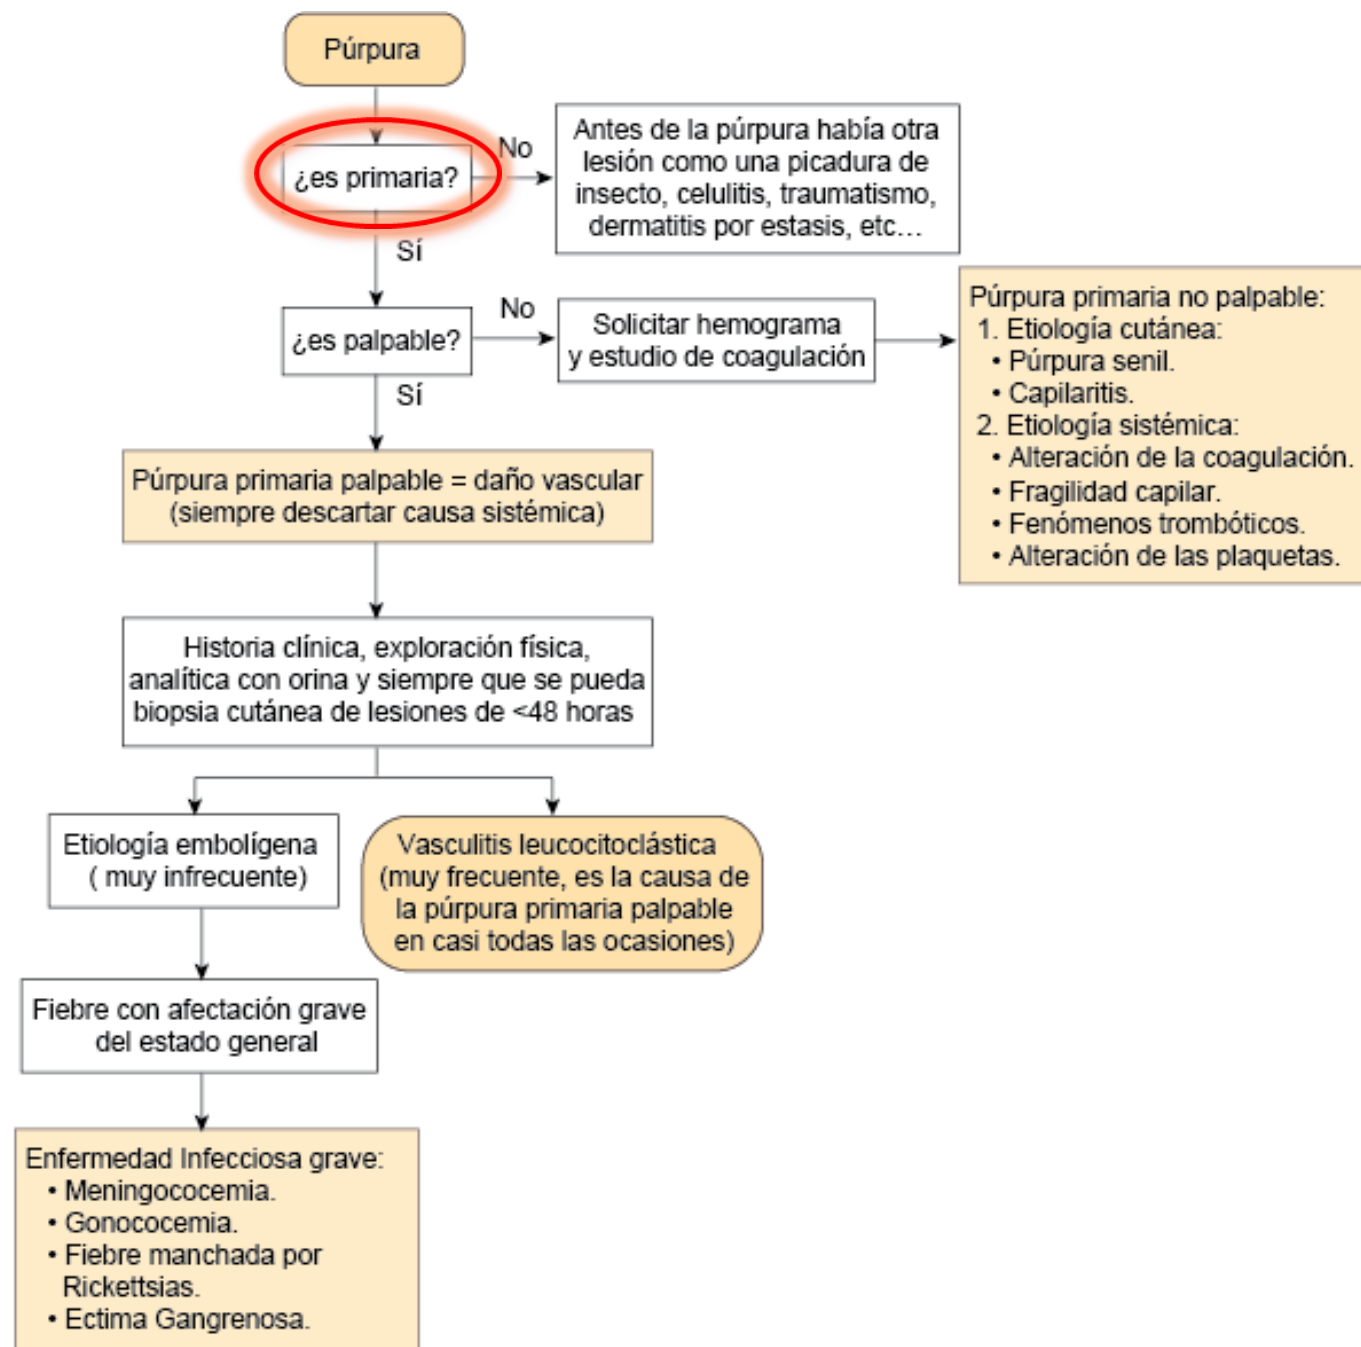 Púrpura
¿es primaria?
No
Antes de la púrpura había otra
lesión como una picadura de
insecto, celulitis, traumatismo,
dermatitis por estasis, etc...
Sí
¿es palpable?
No
Solicitar hemograma
y estudio de coagulación
Púrpura primaria no palpable:
1. Etiología cutánea:
• Púrpura senil.
• Capilaritis.
2. Etiología sistémica:
• Alteración de la coagulación.
• Fragilidad capilar.
• Fenómenos trombóticos.
• Alteración de las plaquetas.
Sí
Púrpura primaria palpable = daño vascular
(siempre descartar causa sistémica)
Historia clínica, exploración física,
analítica con orina y siempre que se pueda
biopsia cutánea de lesiones de <48 horas
Etiología embolígena
( muy infrecuente)
Vasculitis leucocitoclástica
(muy frecuente, es la causa de
la púrpura primaria palpable
en casi todas las ocasiones)
Fiebre con afectación grave
del estado general
Enfermedad Infecciosa grave:
• Meningococemia.
• Gonococemia.
• Fiebre manchada por
Rickettsias.
• Ectima Gangrenosa.